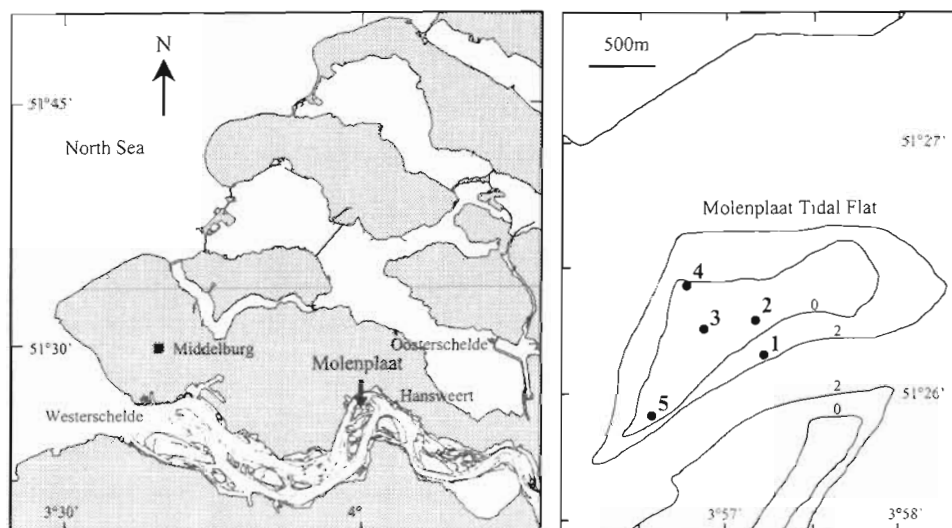 N
51°45'
North Sea
Middelburg
Oosterschelde
51°30
Molenplaat
Hansweert
Westerschelde
3°30
4°
500m
51°27'
Molenplaat Tidal Flat
4
3
2
0
1
2
5
51°26'
2
0
3°57'
3°58'